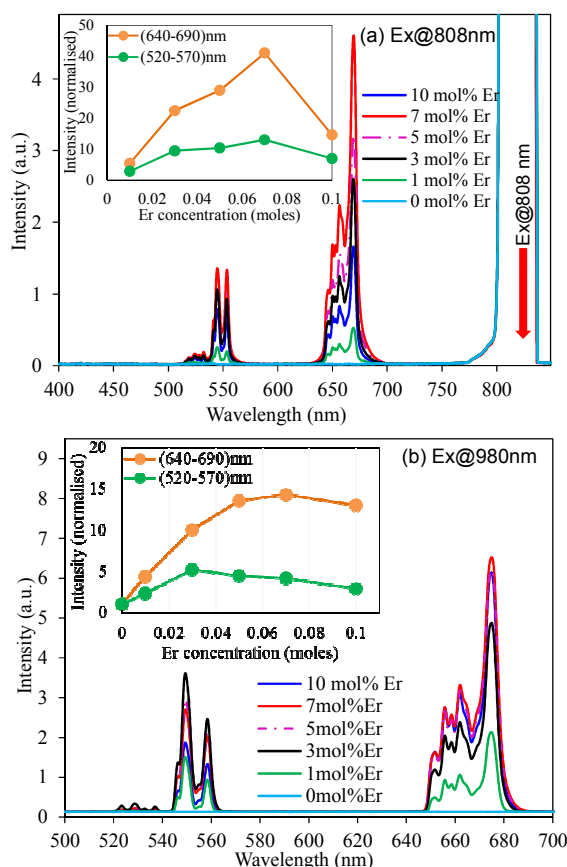 (a) Ex@808nm
50
40
30
20
10
0
Intensity (normalised)
(640-690)nm
(520-570)nm
0
0.02
0.04
0.06
0.08
0.1
Er concentration (moles)
10 mol% Er
7 mol% Er
5 mol% Er
3 mol% Er
1 mol% Er
0 mol% Er
Ex@808 nm
4
3
2
1
0
Intensity (a.u.)
400 450 500 550 600 650 700 750 800
Wavelength (nm)
(b) Ex@980nm
20
15
10
5
0
Intensity (normalised)
(640-690)nm
(520-570)nm
0 0.02 0.04 0.06 0.08 0.1
Er concentration (moles)
10 mol% Er
7mol%Er
5mol%Er
3mol%Er
1mol%Er
0mol%Er
9
8
7
6
5
4
3
2
1
0
Intensity (a.u.)
500 520 540 560 580 600 620 640 660 680 700
Wavelength (nm)